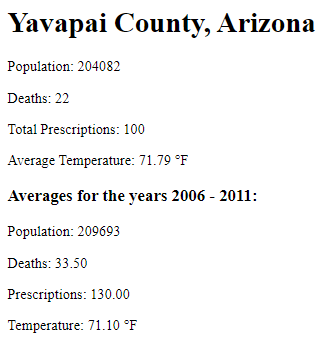 Yavapai County, Arizona
Population: 204082
Deaths: 22
Total Prescriptions: 100
Average Temperature: 71.79 °F
Averages for the years 2006 - 2011:
Population: 209693
Deaths: 33.50
Prescriptions: 130.00
Temperature: 71.10 °F